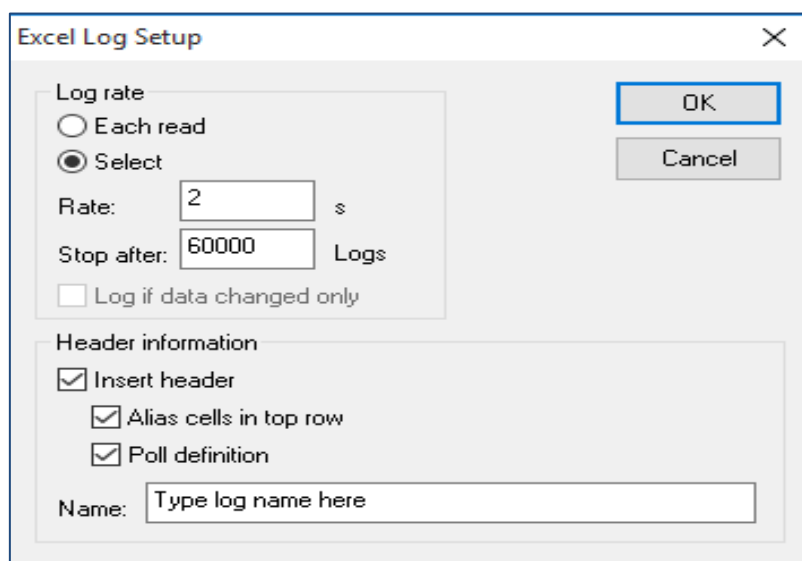 Excel Log Setup
Log rate
Each read
Select
Rate: 2 s
Stop after: 60000 Logs
Log if data changed only
OK
Cancel
Header information
Insert header
Alias cells in top row
Poll definition
Name: Type log name here